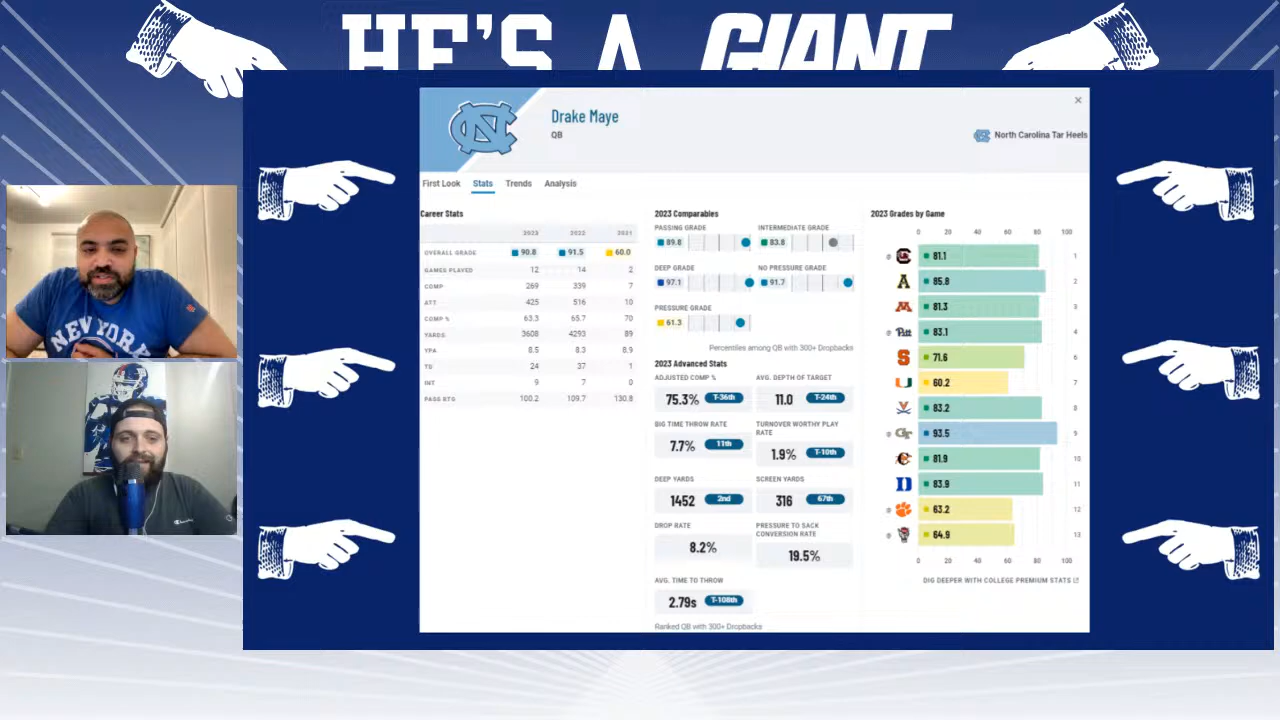 HE'S A GIANT
Drake Maye
QB
North Carolina Tar Heels
First Look Stats Trends Analysis
Career Stats
2023 2022 2021
OVERALL GRADE 90.8 91.5 60.0
GAMES PLAYED 12 14 2
COMP 269 339 7
ATT 425 516 10
COMP % 63.3 65.7 70
YARDS 3608 4293 89
YPA 8.5 8.3 8.9
TD 24 37 1
INT 9 7 0
PASS RTG 100.2 109.7 130.8
2023 Comparables
PASSING GRADE INTERMEDIATE GRADE
89.8 83.8
DEEP GRADE NO PRESSURE GRADE
97.1 91.7
PRESSURE GRADE
61.3
Percentiles among QB with 300+ Dropbacks
2023 Advanced Stats
ADJUSTED COMP % AVG. DEPTH OF TARGET
75.3% T-36th 11.0 T-24th
BIG TIME THROW RATE TURNOVER WORTHY PLAY RATE
7.7% 11th 1.9% T-10th
DEEP YARDS SCREEN YARDS
1452 2nd 316 67th
DROP RATE PRESSURE TO SACK CONVERSION RATE
8.2% 19.5%
AVG. TIME TO THROW
2.79s T-108th
Ranked QB with 300+ Dropbacks
2023 Grades by Game
0 20 40 60 80 100
@ 81.1 1
85.8 2
81.3 3
@ Pitt 83.1 4
71.6 6
60.2 7
83.2 8
@ GT 93.5 9
81.9 10
83.9 11
@ 63.2 12
@ 64.9 13
0 20 40 60 80 100
DIG DEEPER WITH COLLEGE PREMIUM STATS
NEW YORK
Champion